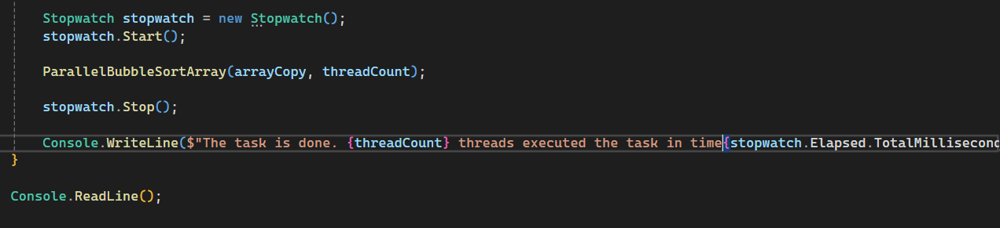 Stopwatch stopwatch = new Stopwatch();
stopwatch.Start();
ParallelBubbleSortArray(arrayCopy, threadCount);
stopwatch.Stop();
Console.WriteLine($"The task is done. {threadCount} threads executed the task in time{stopwatch.Elapsed.TotalMillisecond
}
Console.ReadLine();